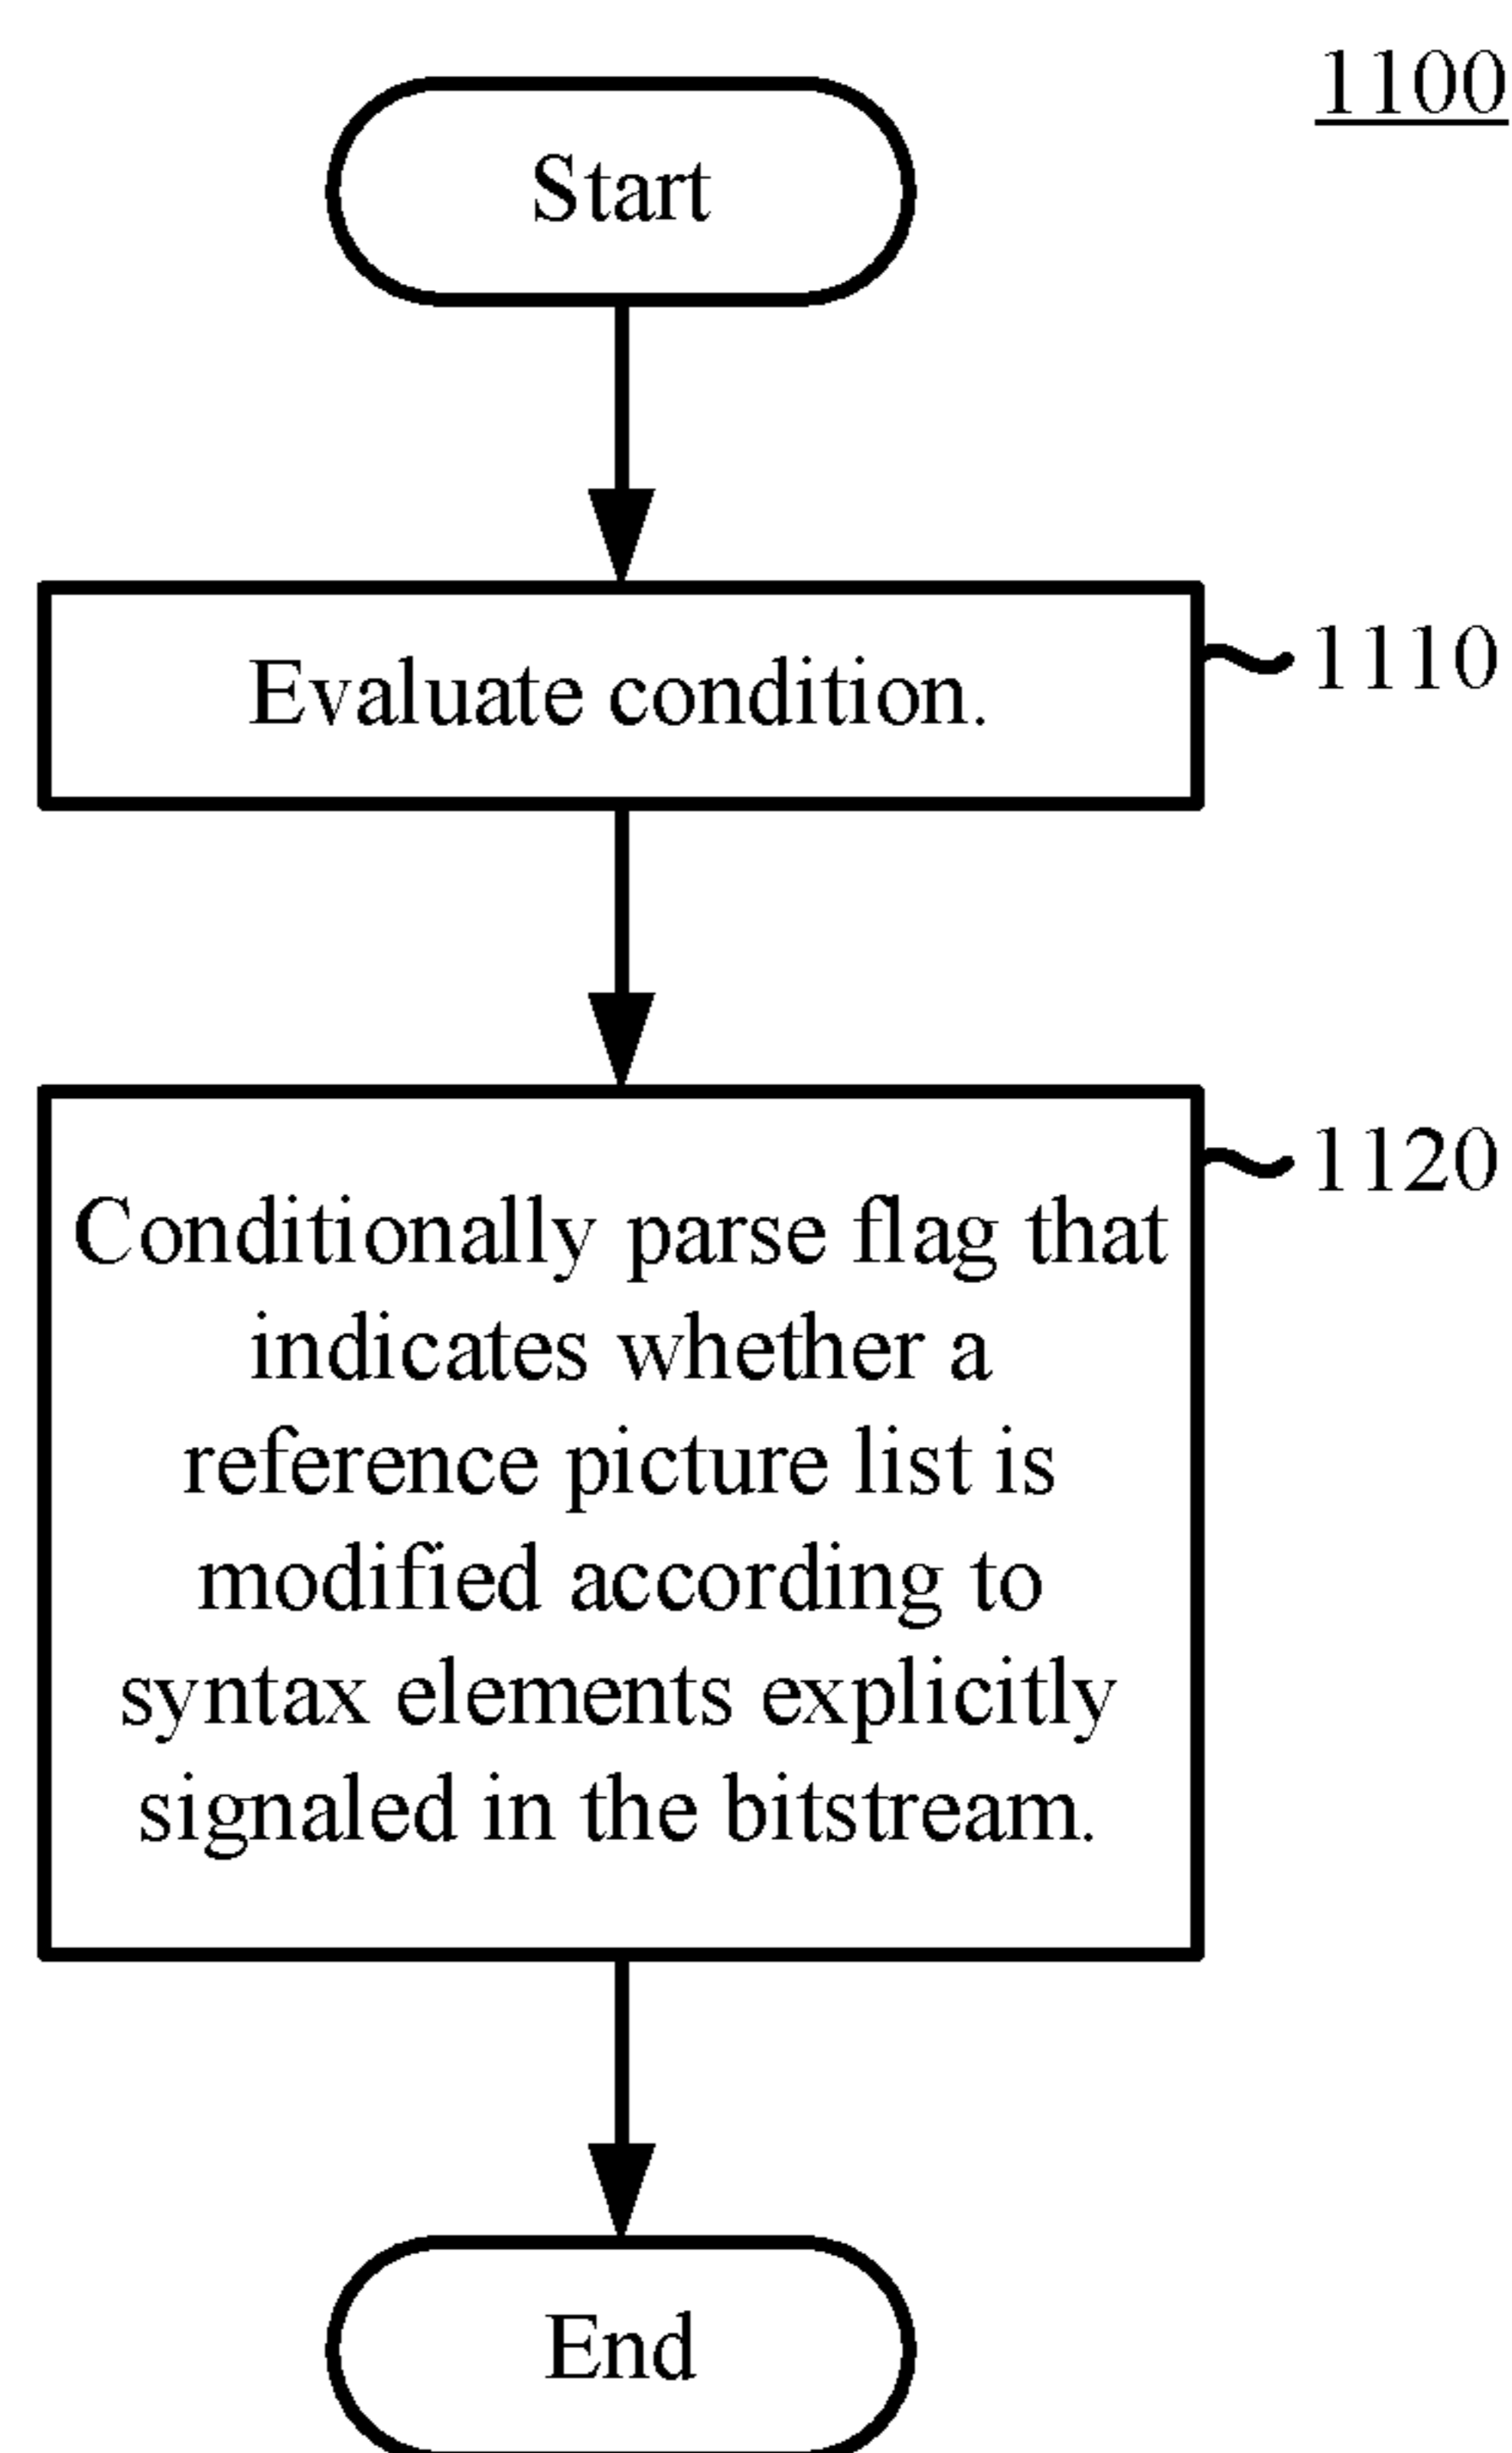 1100
Start
Evaluate condition.
1110
Conditionally parse flag that
indicates whether a
reference picture list is
modified according to
syntax elements explicitly
signaled in the bitstream.
1120
End